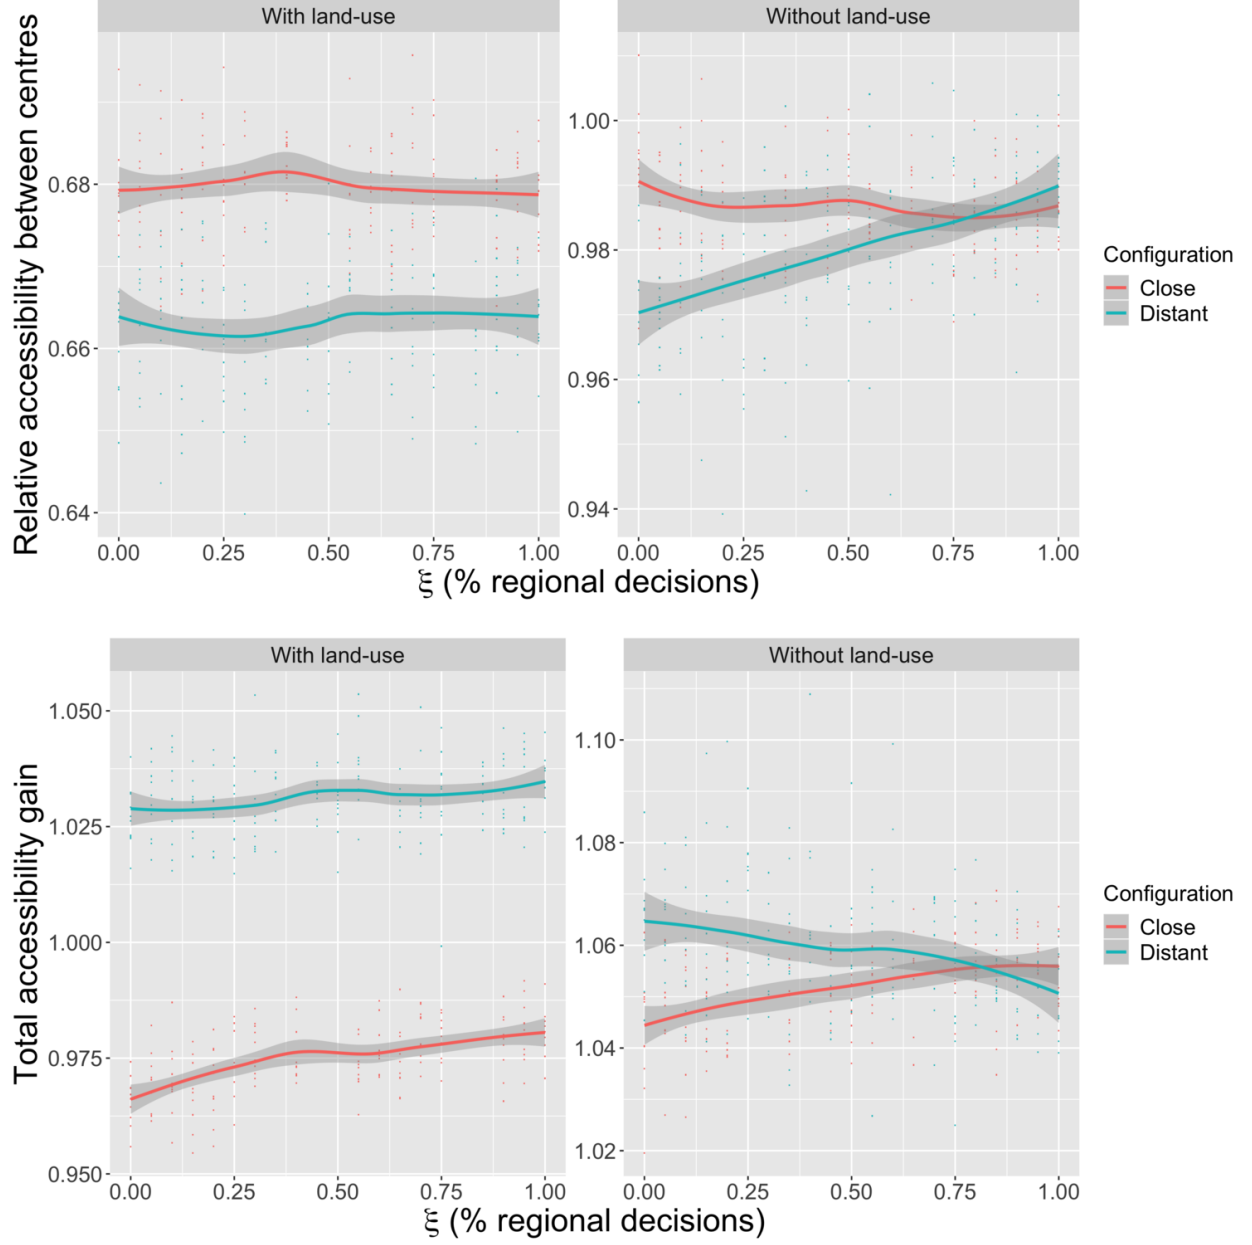 With land-use
Without land-use
Relative accessibility between centres
0.68
0.66
0.64
1.00
0.98
0.96
0.94
0.00 0.25 0.50 0.75 1.00
0.00 0.25 0.50 0.75 1.00
ξ (% regional decisions)
Configuration
Close
Distant
With land-use
Without land-use
Total accessibility gain
1.050
1.025
1.000
0.975
0.950
1.10
1.08
1.06
1.04
1.02
0.00 0.25 0.50 0.75 1.00
0.00 0.25 0.50 0.75 1.00
ξ (% regional decisions)
Configuration
Close
Distant